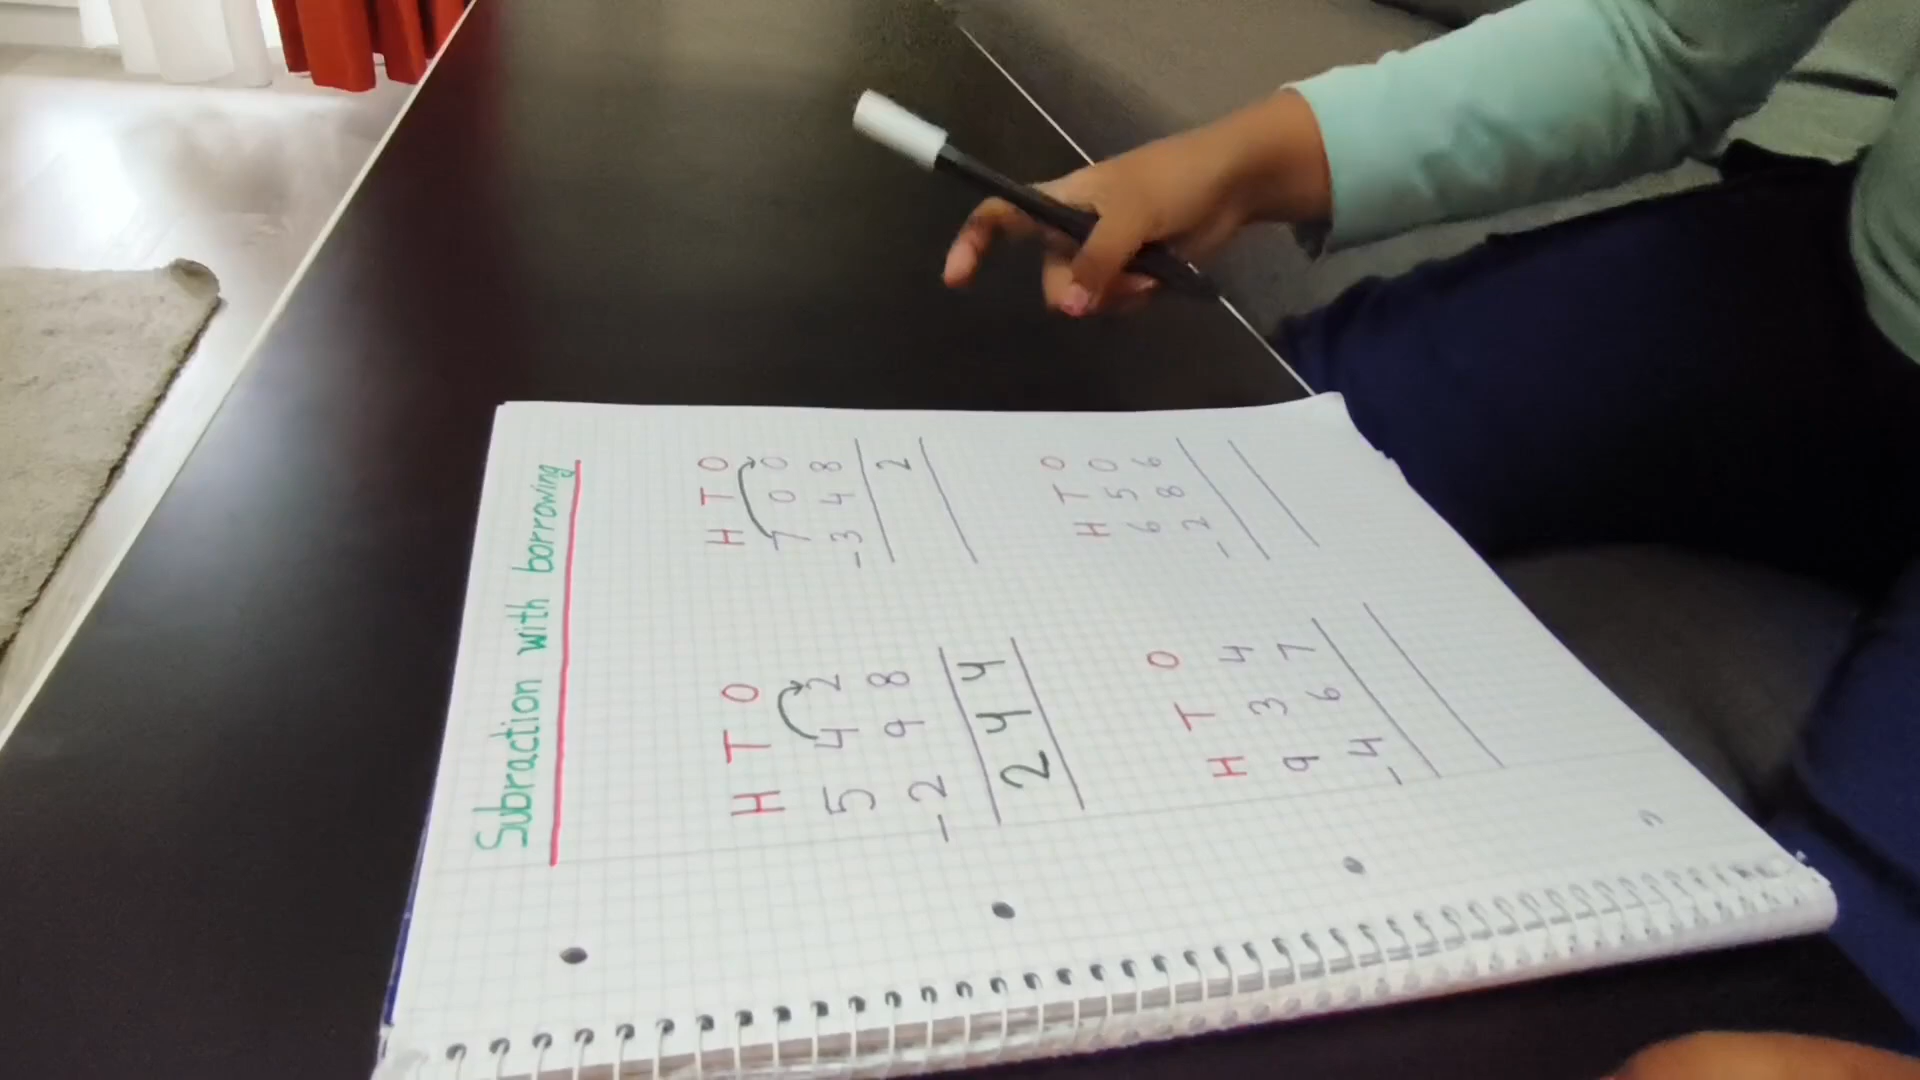 Subraction with borrowing
H T O
5 4 2
- 2 9 8
2 4 4
H T O
7 0 0
- 3 4 8
2
H T O
9 3 4
- 4 6 7
H T O
6 5 0
- 2 8 6